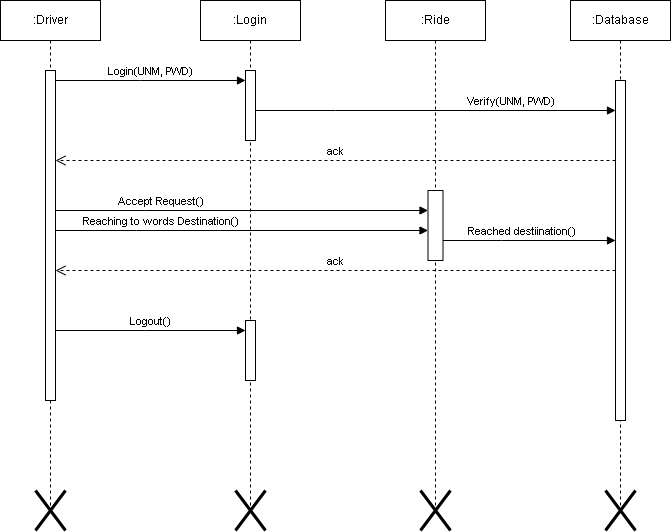 :Driver
:Login
:Ride
:Database
Login(UNM, PWD)
Verify(UNM, PWD)
ack
Accept Request()
Reaching to words Destination()
Reached destiination()
ack
Logout()